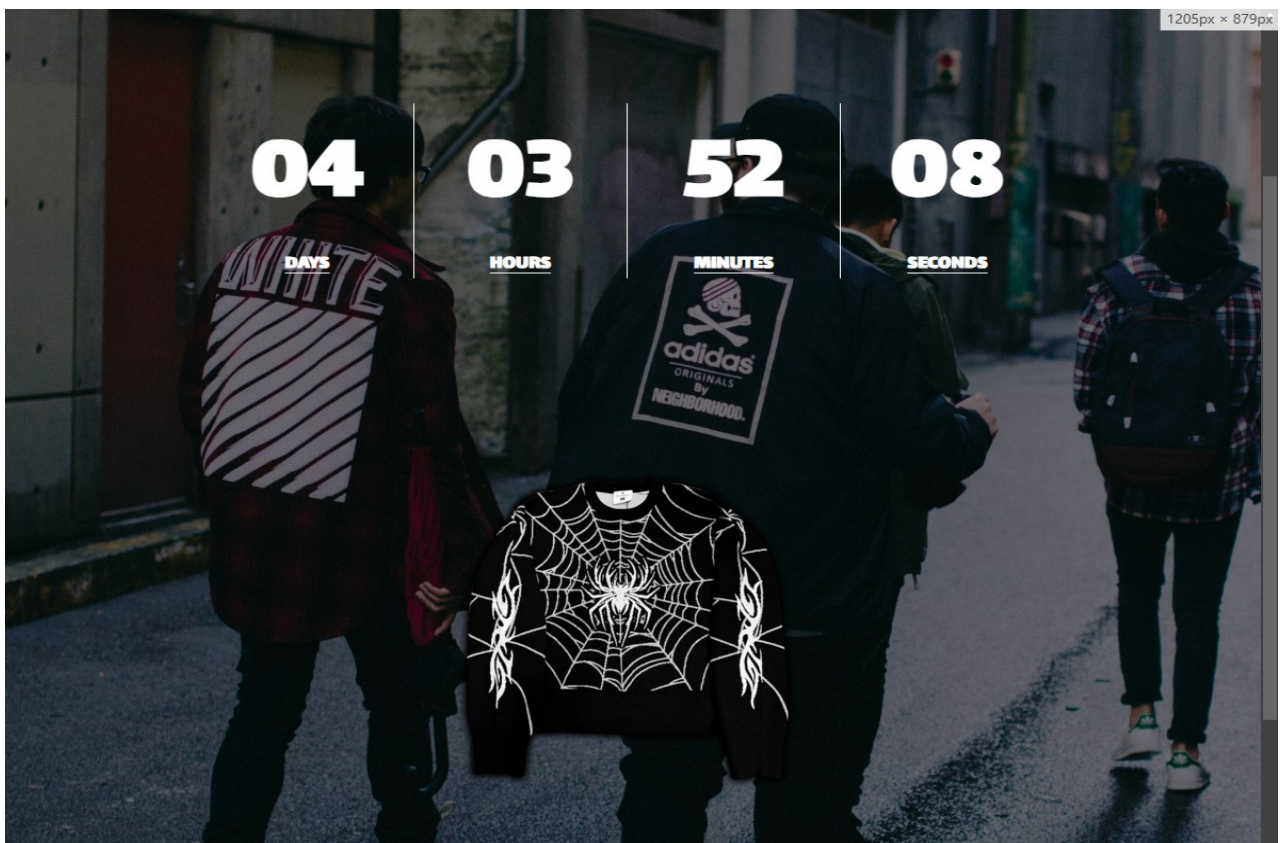 1205px × 879px
04 03 52 08
DAYS HOURS MINUTES SECONDS
WHITE
adidas
ORIGINALS
By
NEIGHBORHOOD.